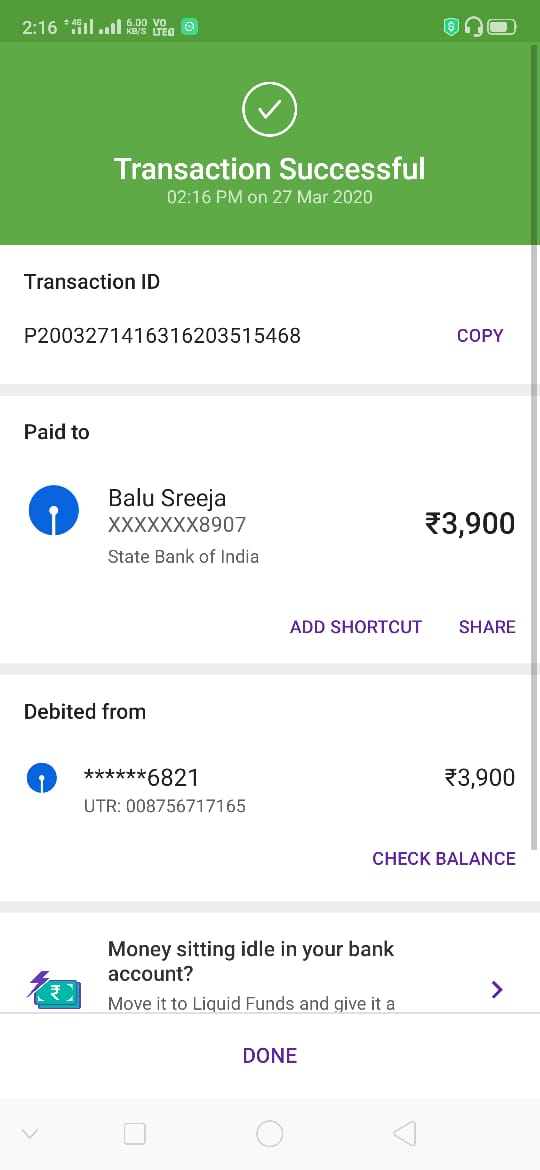 2:16 4G 6.00 KB/S VO LTE
Transaction Successful
02:16 PM on 27 Mar 2020
Transaction ID
P2003271416316203515468 COPY
Paid to
Balu Sreeja
XXXXXXX8907
₹3,900
State Bank of India
ADD SHORTCUT SHARE
Debited from
******6821 ₹3,900
UTR: 008756717165
CHECK BALANCE
Money sitting idle in your bank
account?
Move it to Liquid Funds and give it a
DONE